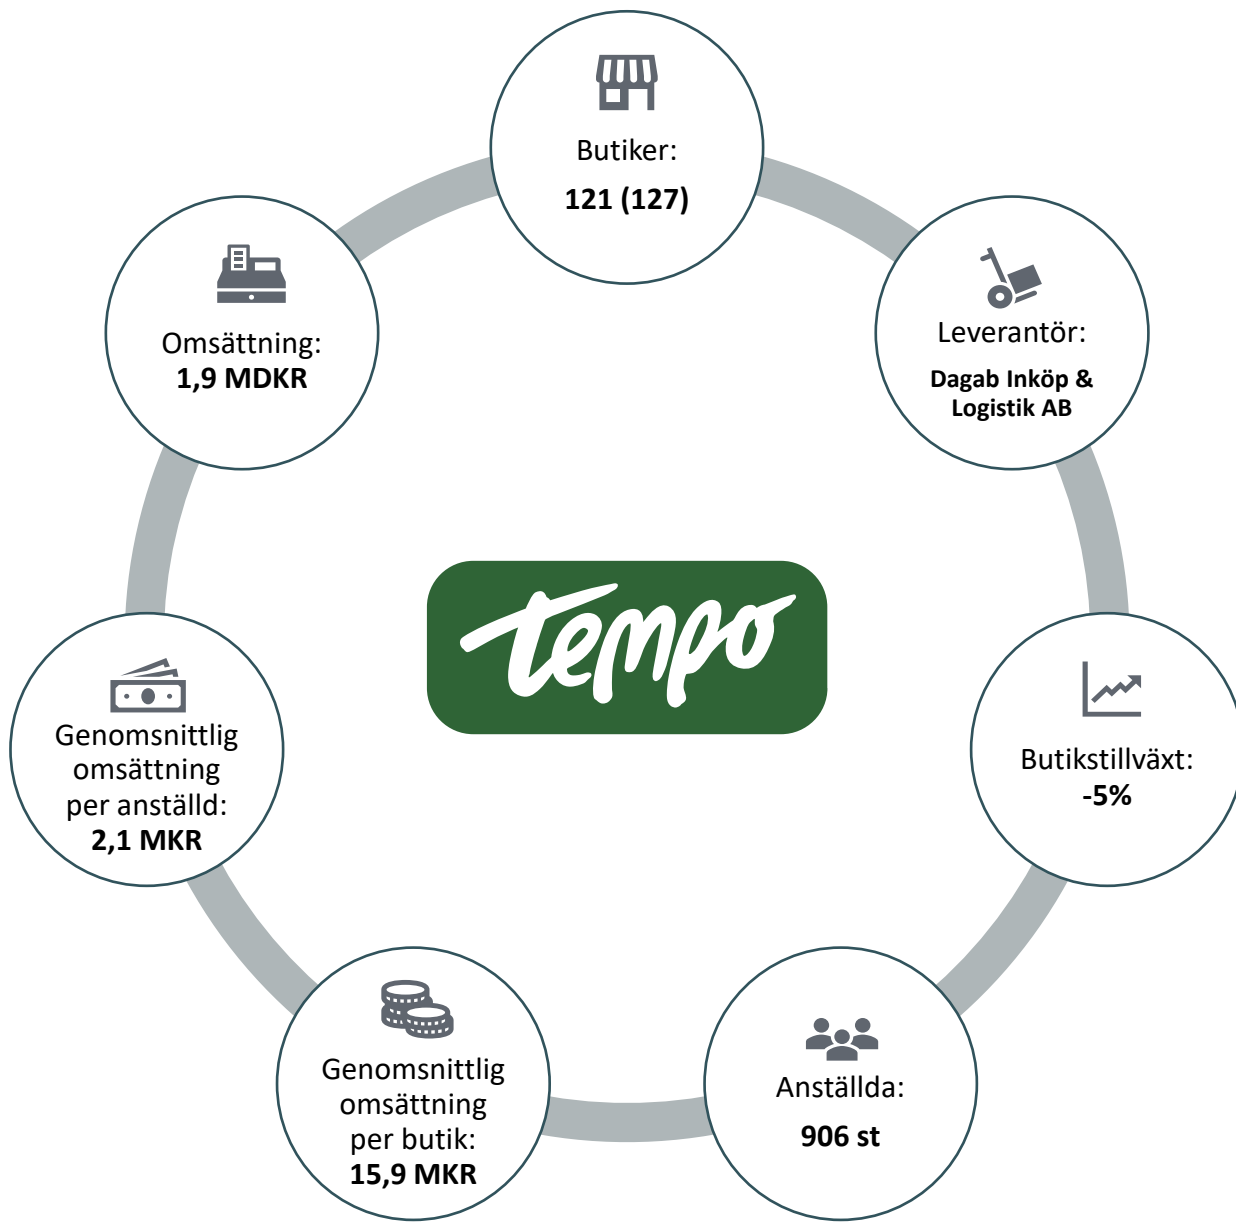 Butiker:
121 (127)
Leverantör:
Dagab Inköp &
Logistik AB
Butikstillväxt:
-5%
Anställda:
906 st
Genomsnittlig
omsättning
per butik:
15,9 MKR
Genomsnittlig
omsättning
per anställd:
2,1 MKR
Omsättning:
1,9 MDKR
tempo